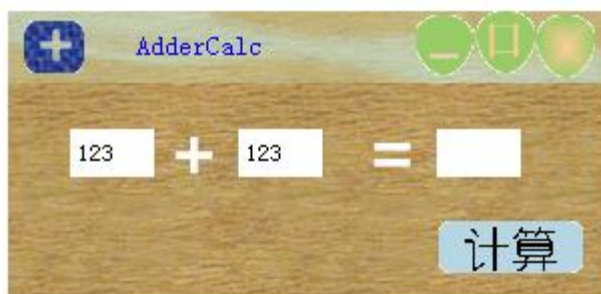 AdderCalc
123 + 123 =
计算